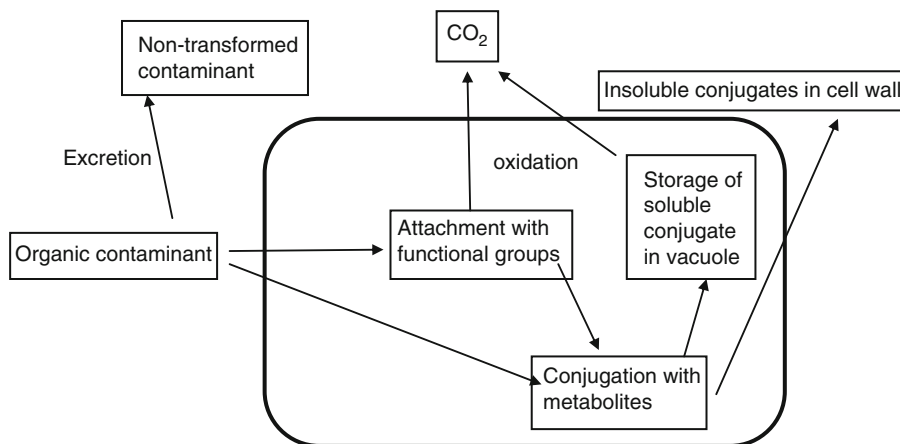 Non-transformed
contaminant
CO₂
Insoluble conjugates in cell wall
Excretion
oxidation
Storage of
soluble
conjugate
in vacuole
Organic contaminant
Attachment with
functional groups
Conjugation with
metabolites